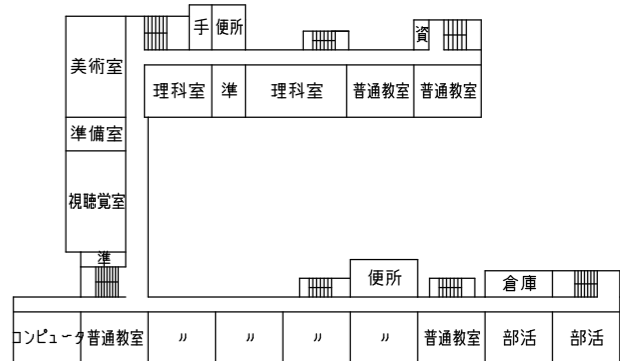 手 便所
資
美術室
理科室 準 理科室 普通教室 普通教室
準備室
視聴覚室
準
便所
倉庫
コンピュータ 普通教室 〃 〃 〃 〃 普通教室 部活 部活